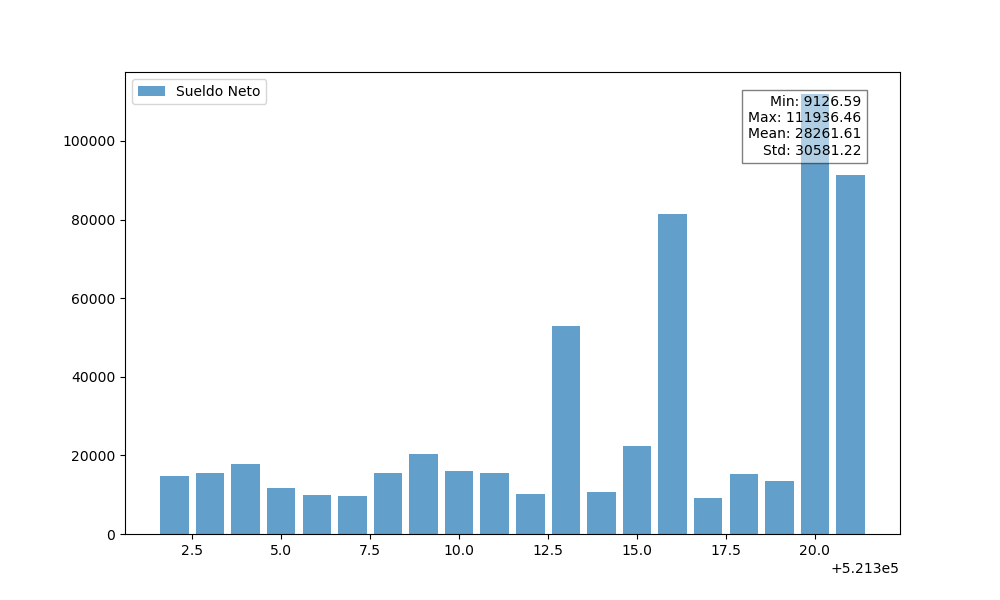 Sueldo Neto
Min: 9126.59
Max: 111936.46
Mean: 28261.61
Std: 30581.22
100000
80000
60000
40000
20000
0
2.5 5.0 7.5 10.0 12.5 15.0 17.5 20.0
+5.213e5